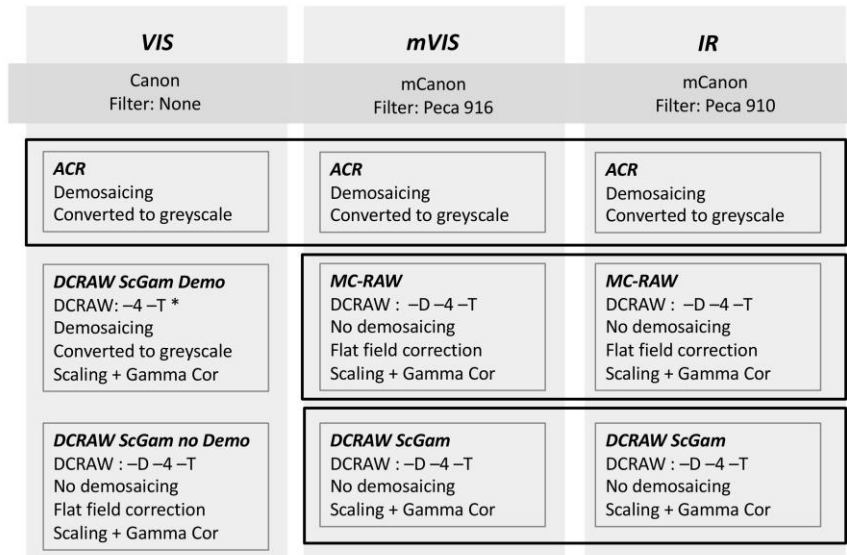 VIS
Canon
Filter: None
mVIS
mCanon
Filter: Peca 916
IR
mCanon
Filter: Peca 910
ACR
Demosaicing
Converted to greyscale
ACR
Demosaicing
Converted to greyscale
ACR
Demosaicing
Converted to greyscale
DCRAW ScGam Demo
DCRAW: –4 –T *
Demosaicing
Converted to greyscale
Scaling + Gamma Cor
MC-RAW
DCRAW : –D –4 –T
No demosaicing
Flat field correction
Scaling + Gamma Cor
MC-RAW
DCRAW : –D –4 –T
No demosaicing
Flat field correction
Scaling + Gamma Cor
DCRAW ScGam no Demo
DCRAW : –D –4 –T
No demosaicing
Flat field correction
Scaling + Gamma Cor
DCRAW ScGam
DCRAW : –D –4 –T
No demosaicing
Scaling + Gamma Cor
DCRAW ScGam
DCRAW : –D –4 –T
No demosaicing
Scaling + Gamma Cor